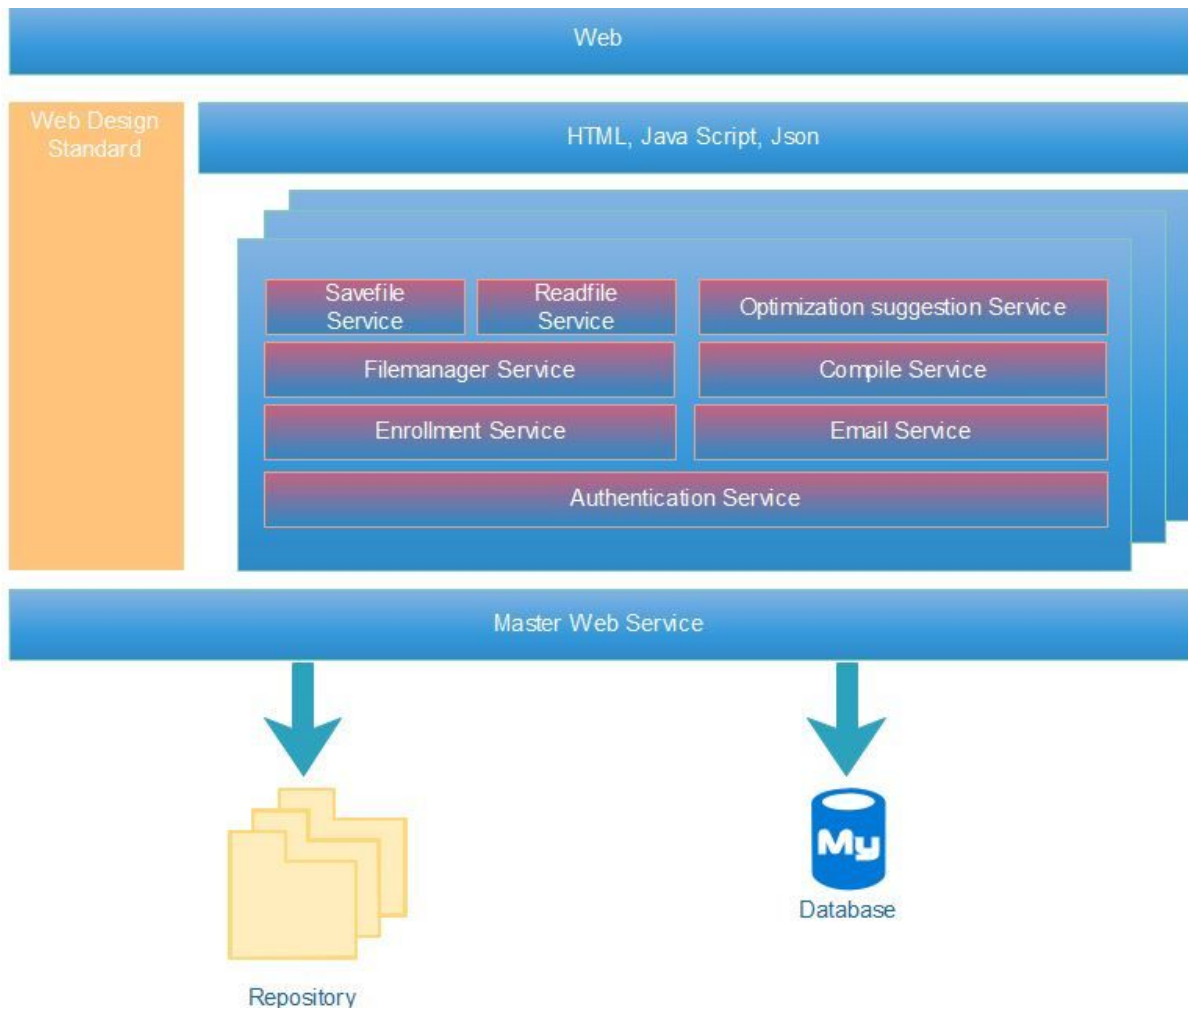 Web
Web Design
Standard
HTML, Java Script, Json
Savefile
Service
Readfile
Service
Optimization suggestion Service
Filemanager Service
Compile Service
Enrollment Service
Email Service
Authentication Service
Master Web Service
My
Database
Repository